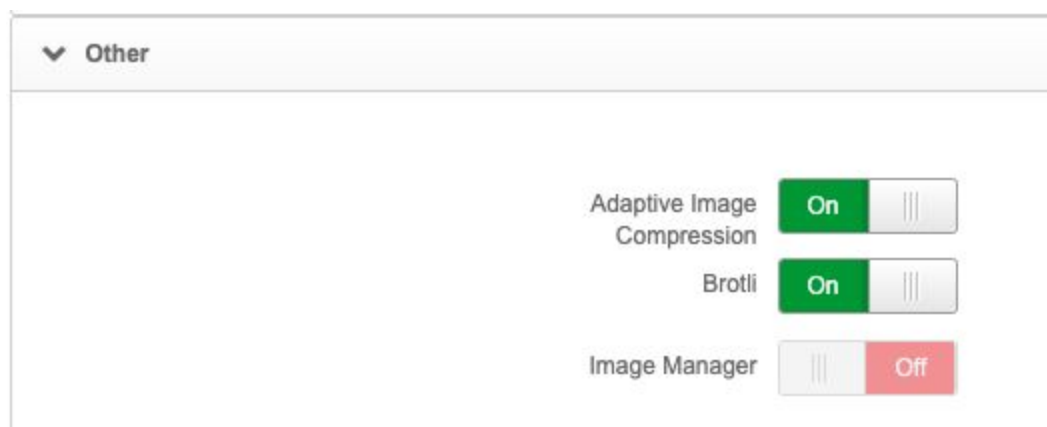 Other
Adaptive Image
Compression
On
Brotli
On
Image Manager
Off